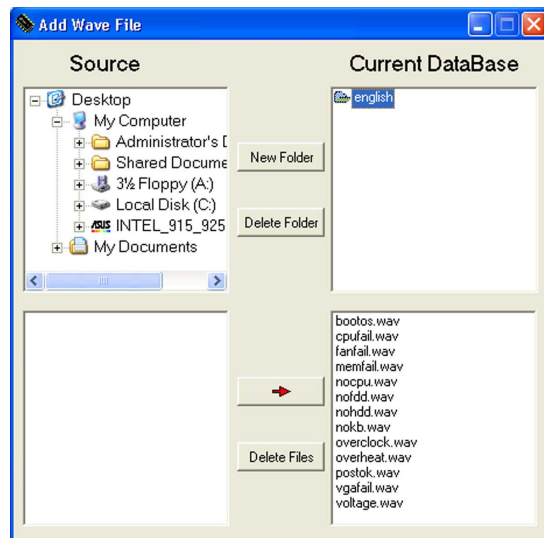 Add Wave File
Source
Current DataBase
Desktop
My Computer
Administrator's D
Shared Docume
3½ Floppy (A:)
Local Disk (C:)
ASUS INTEL_915_925
My Documents
New Folder
Delete Folder
english
Delete Files
bootos.wav
cpufail.wav
fanfail.wav
memfail.wav
nocpu.wav
nofdd.wav
nohdd.wav
nokb.wav
overclock.wav
overheat.wav
postok.wav
vgafail.wav
voltage.wav